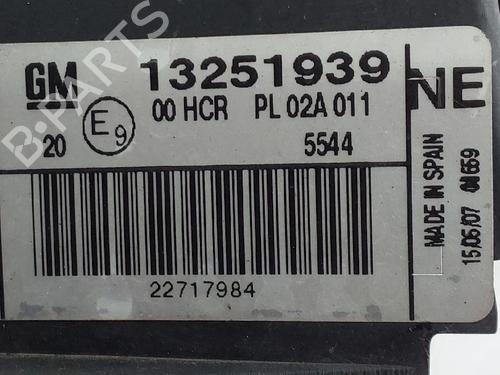 GM 13251939 NE
E9 00 HCR PL 02A 011
20 5544
22717984
MADE IN SPAIN
15/06/07
B-PARTS